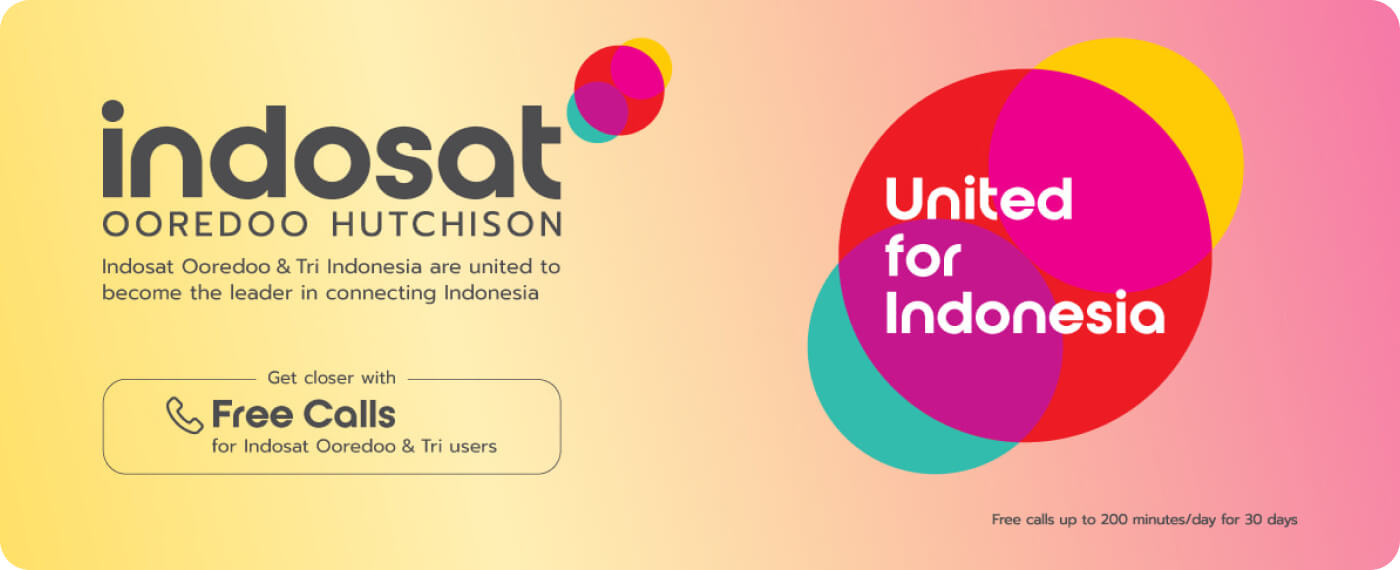 indosat
OOREDOO HUTCHISON
Indosat Ooredoo & Tri Indonesia are united to
become the leader in connecting Indonesia
Get closer with
Free Calls
for Indosat Ooredoo & Tri users
United
for
Indonesia
Free calls up to 200 minutes/day for 30 days